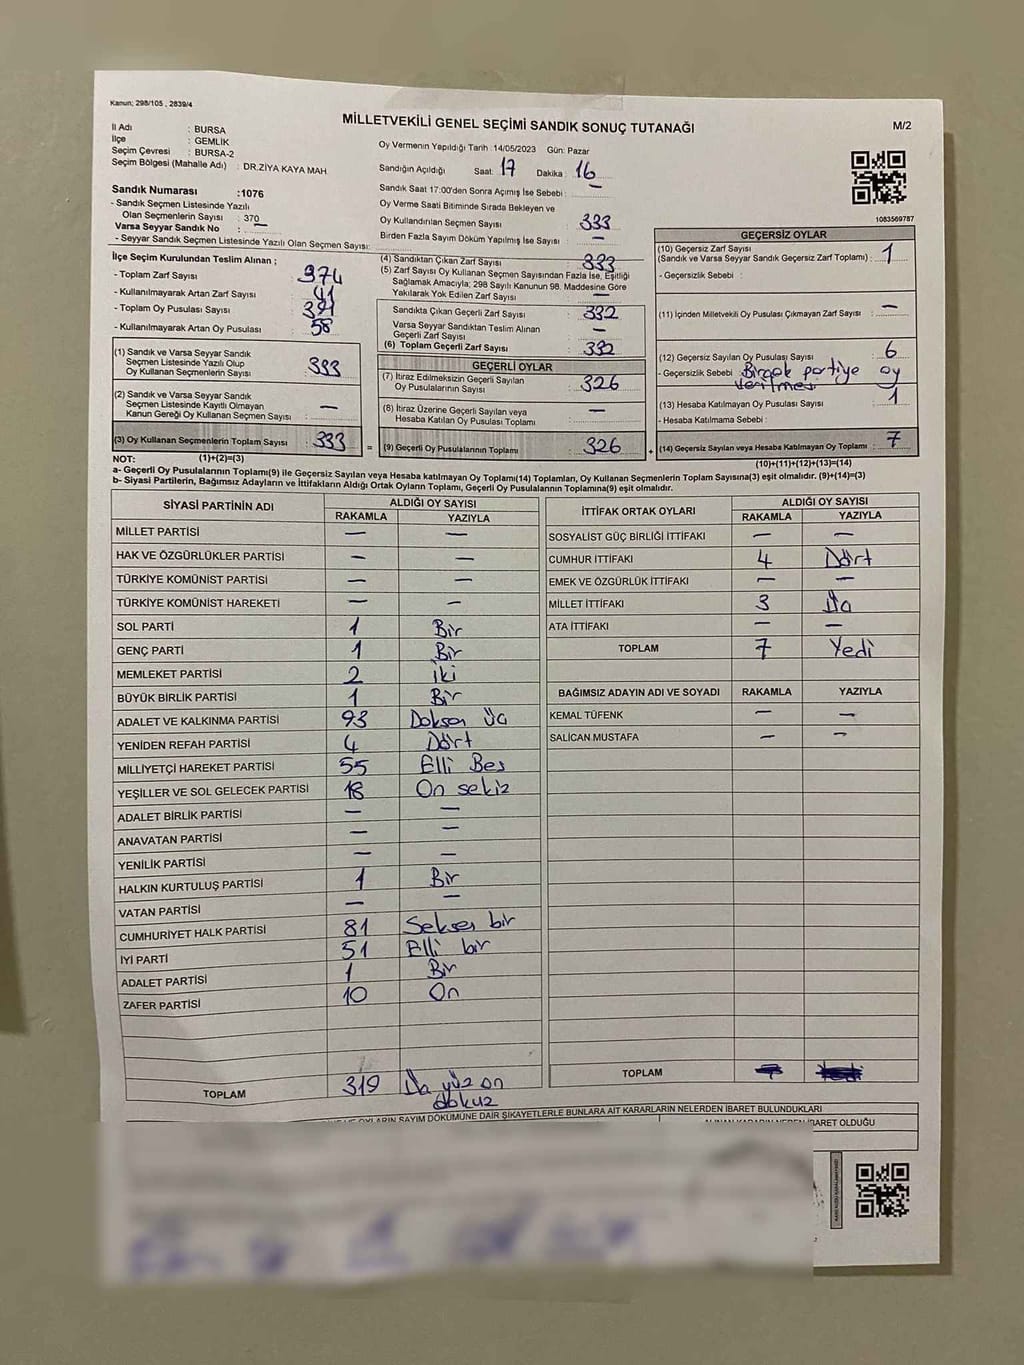 Kanun; 298/105 , 2839/4
MİLLETVEKİLİ GENEL SEÇİMİ SANDIK SONUÇ TUTANAĞI
M/2
İl Adı : BURSA
İlçe : GEMLİK
Seçim Çevresi : BURSA-2
Seçim Bölgesi (Mahalle Adı) : DR.ZİYA KAYA MAH
Oy Vermenin Yapıldığı Tarih :14/05/2023 Gün: Pazar
Sandığın Açıldığı Saat: 17 Dakika : 16
Sandık Saat 17:00'den Sonra Açımış İse Sebebi : —
Oy Verme Saati Bitiminde Sırada Bekleyen ve
Oy Kullandırılan Seçmen Sayısı : 333
Birden Fazla Sayım Döküm Yapılmış İse Sayısı : —
1083569787
Sandık Numarası :1076
- Sandık Seçmen Listesinde Yazılı
Olan Seçmenlerin Sayısı : 370
Varsa Seyyar Sandık No : —
- Seyyar Sandık Seçmen Listesinde Yazılı Olan Seçmen Sayısı:
İlçe Seçim Kurulundan Teslim Alınan ;
- Toplam Zarf Sayısı : 374
- Kullanılmayarak Artan Zarf Sayısı : 41
- Toplam Oy Pusulası Sayısı : 391
- Kullanılmayarak Artan Oy Pusulası : 58
(1) Sandık ve Varsa Seyyar Sandık
Seçmen Listesinde Yazılı Olup
Oy Kullanan Seçmenlerin Sayısı : 333
(2) Sandık ve Varsa Seyyar Sandık
Seçmen Listesinde Kayıtlı Olmayan
Kanun Gereği Oy Kullanan Seçmen Sayısı : —
(3) Oy Kullanan Seçmenlerin Toplam Sayısı : 333
(4) Sandıktan Çıkan Zarf Sayısı : 333
(5) Zarf Sayısı Oy Kullanan Seçmen Sayısından Fazla İse, Eşitliği
Sağlamak Amacıyla; 298 Sayılı Kanunun 98. Maddesine Göre
Yakılarak Yok Edilen Zarf Sayısı : —
Sandıkta Çıkan Geçerli Zarf Sayısı : 332
Varsa Seyyar Sandıktan Teslim Alınan
Geçerli Zarf Sayısı : —
(6) Toplam Geçerli Zarf Sayısı : 332
GEÇERLİ OYLAR
(7) İtiraz Edilmeksizin Geçerli Sayılan
Oy Pusulalarının Sayısı : 326
(8) İtiraz Üzerine Geçerli Sayılan veya
Hesaba Katılan Oy Pusulası Toplamı : —
= (9) Geçerli Oy Pusulalarının Toplamı : 326
GEÇERSİZ OYLAR
(10) Geçersiz Zarf Sayısı
(Sandık ve Varsa Seyyar Sandık Geçersiz Zarf Toplamı) : 1
- Geçersizlik Sebebi :
(11) İçinden Milletvekili Oy Pusulası Çıkmayan Zarf Sayısı : —
(12) Geçersiz Sayılan Oy Pusulası Sayısı : 6
- Geçersizlik Sebebi : Birçok partiye oy
verilmesi
(13) Hesaba Katılmayan Oy Pusulası Sayısı : 1
- Hesaba Katılmama Sebebi :
+ (14) Geçersiz Sayılan veya Hesaba Katılmayan Oy Toplamı : 7
NOT: (1)+(2)=(3)
(10)+(11)+(12)+(13)=(14)
a- Geçerli Oy Pusulalarının Toplamı(9) ile Geçersiz Sayılan veya Hesaba katılmayan Oy Toplamı(14) Toplamları, Oy Kullanan Seçmenlerin Toplam Sayısına(3) eşit olmalıdır. (9)+(14)=(3)
b- Siyasi Partilerin, Bağımsız Adayların ve İttifakların Aldığı Ortak Oyların Toplamı, Geçerli Oy Pusulalarının Toplamına(9) eşit olmalıdır.
SİYASİ PARTİNİN ADI ALDIĞI OY SAYISI
RAKAMLA YAZIYLA
MİLLET PARTİSİ — —
HAK VE ÖZGÜRLÜKLER PARTİSİ — —
TÜRKİYE KOMÜNİST PARTİSİ — —
TÜRKİYE KOMÜNİST HAREKETİ — —
SOL PARTİ 1 Bir
GENÇ PARTİ 1 Bir
MEMLEKET PARTİSİ 2 İki
BÜYÜK BİRLİK PARTİSİ 1 Bir
ADALET VE KALKINMA PARTİSİ 93 Doksan Üç
YENİDEN REFAH PARTİSİ 4 Dört
MİLLİYETÇİ HAREKET PARTİSİ 55 Elli Beş
YEŞİLLER VE SOL GELECEK PARTİSİ 18 On sekiz
ADALET BİRLİK PARTİSİ — —
ANAVATAN PARTİSİ — —
YENİLİK PARTİSİ — —
HALKIN KURTULUŞ PARTİSİ 1 Bir
VATAN PARTİSİ — —
CUMHURİYET HALK PARTİSİ 81 Seksen bir
İYİ PARTİ 51 Elli bir
ADALET PARTİSİ 1 Bir
ZAFER PARTİSİ 10 On
TOPLAM 319 Üç yüz on
dokuz
İTTİFAK ORTAK OYLARI ALDIĞI OY SAYISI
RAKAMLA YAZIYLA
SOSYALİST GÜÇ BİRLİĞİ İTTİFAKI — —
CUMHUR İTTİFAKI 4 Dört
EMEK VE ÖZGÜRLÜK İTTİFAKI — —
MİLLET İTTİFAKI 3 Üç
ATA İTTİFAKI — —
TOPLAM 7 Yedi
BAĞIMSIZ ADAYIN ADI VE SOYADI RAKAMLA YAZIYLA
KEMAL TÜFENK — —
SALİCAN MUSTAFA — —
TOPLAM
OYLARIN SAYIM DÖKÜMÜNE DAİR ŞİKAYETLERLE BUNLARA AİT KARARLARIN NELERDEN İBARET BULUNDUKLARI
OLDUĞU